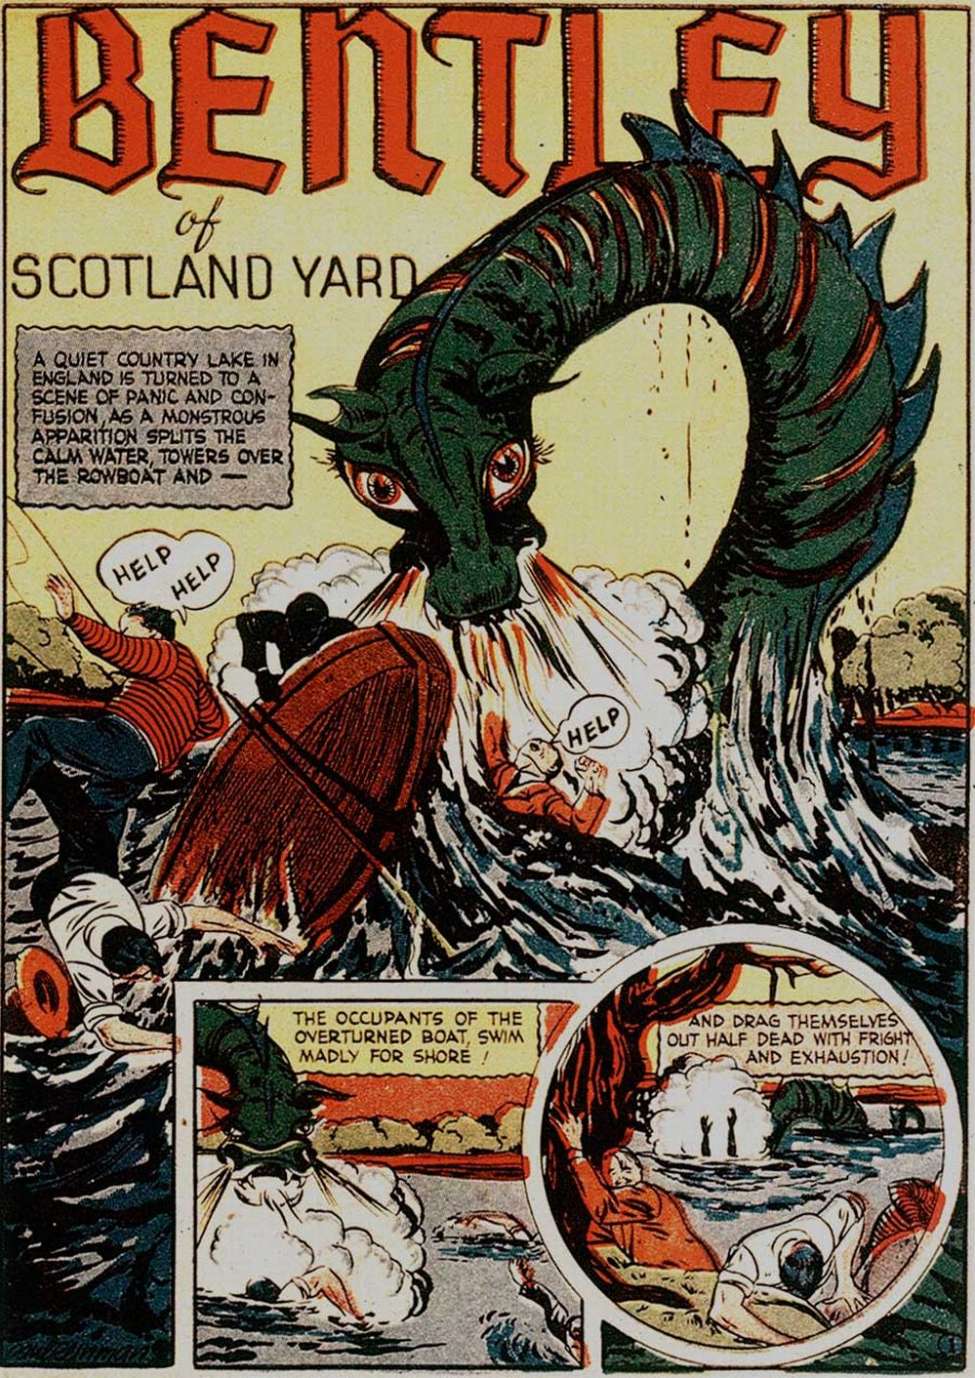 BENTLEY
of
SCOTLAND YARD
A QUIET COUNTRY LAKE IN
ENGLAND IS TURNED TO A
SCENE OF PANIC AND CON-
FUSION, AS A MONSTROUS
APPARITION SPLITS THE
CALM WATER, TOWERS OVER
THE ROWBOAT AND —
HELP
HELP
HELP
THE OCCUPANTS OF THE
OVERTURNED BOAT, SWIM
MADLY FOR SHORE!
AND DRAG THEMSELVES
OUT HALF DEAD WITH FRIGHT
AND EXHAUSTION!